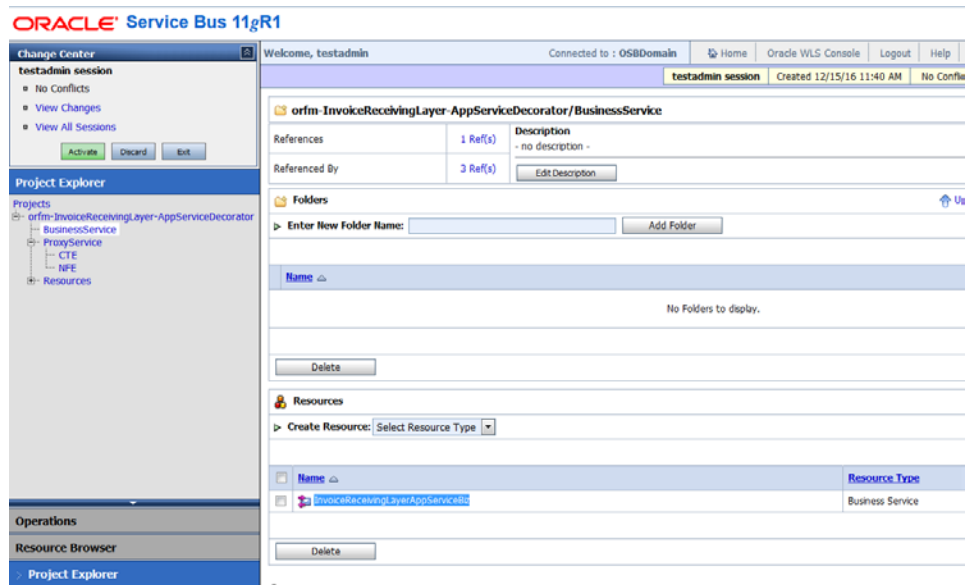 ORACLE Service Bus 11gR1
Change Center
testadmin session
No Conflicts
View Changes
View All Sessions
Activate Discard Exit
Project Explorer
Projects
orfm-InvoiceReceivingLayer-AppServiceDecorator
BusinessService
ProxyService
CTE
NFE
Resources
Operations
Resource Browser
Project Explorer
Welcome, testadmin Connected to : OSBDomain Home Oracle WLS Console Logout Help
testadmin session Created 12/15/16 11:40 AM No Conflic
orfm-InvoiceReceivingLayer-AppServiceDecorator/BusinessService
References 1 Ref(s) Description
- no description -
Referenced By 3 Ref(s) Edit Description
Folders Up
Enter New Folder Name: Add Folder
Name
No Folders to display.
Delete
Resources
Create Resource: Select Resource Type
Name Resource Type
InvoiceReceivingLayerAppServiceBiz Business Service
Delete